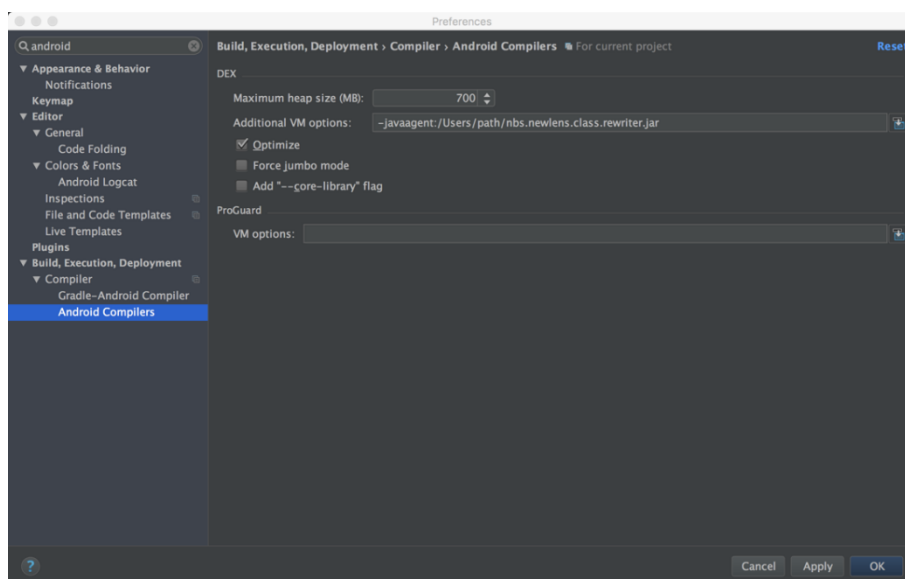 Preferences
android
Appearance & Behavior
Notifications
Keymap
Editor
General
Code Folding
Colors & Fonts
Android Logcat
Inspections
File and Code Templates
Live Templates
Plugins
Build, Execution, Deployment
Compiler
Gradle-Android Compiler
Android Compilers
Build, Execution, Deployment › Compiler › Android Compilers For current project
Reset
DEX
Maximum heap size (MB): 700
Additional VM options: -javaagent:/Users/path/nbs.newlens.class.rewriter.jar
Optimize
Force jumbo mode
Add "--core-library" flag
ProGuard
VM options:
?
Cancel Apply OK